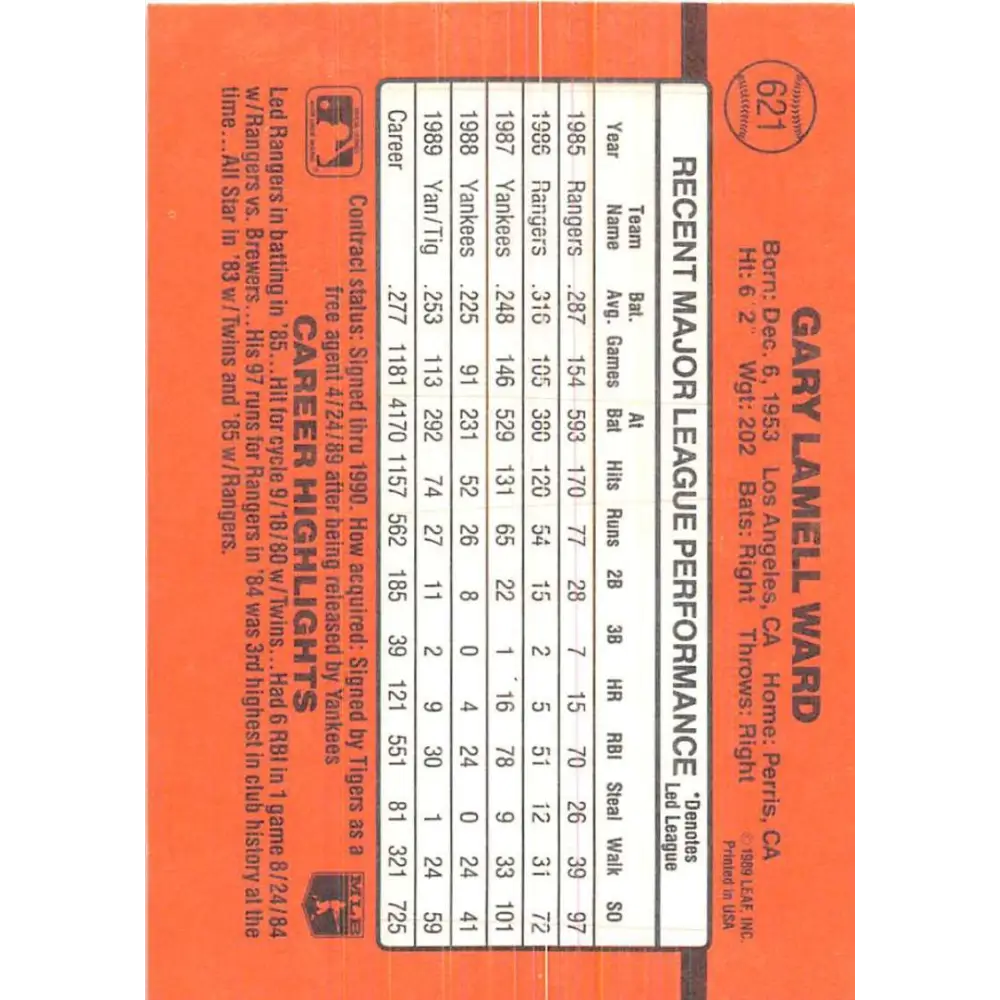 621
GARY LAMELL WARD
Born: Dec. 6, 1953 Los Angeles, CA Home: Perris, CA
Ht: 6' 2" Wgt: 202 Bats: Right Throws: Right
© 1989 LEAF, INC.
Printed in USA
RECENT MAJOR LEAGUE PERFORMANCE
*Denotes
Led League
Year Team Name Bat. Avg. Games At Bat Hits Runs 2B 3B HR RBI Steal Walk SO
1985 Rangers .287 154 593 170 77 28 7 15 70 26 39 97
1986 Rangers .316 105 380 120 54 15 2 5 51 12 31 72
1987 Yankees .248 146 529 131 65 22 1 16 78 9 33 101
1988 Yankees .225 91 231 52 26 8 0 4 24 0 24 41
1989 Yan/Tig .253 113 292 74 27 11 2 9 30 1 24 59
Career .277 1181 4170 1157 562 185 39 121 551 81 321 725
Contract status: Signed thru 1990. How acquired: Signed by Tigers as a
free agent 4/24/89 after being released by Yankees
MLB
CAREER HIGHLIGHTS
Led Rangers in batting in '85...Hit for cycle 9/18/80 w/Twins...Had 6 RBI in 1 game 8/24/84
w/Rangers vs. Brewers...His 97 runs for Rangers in '84 was 3rd highest in club history at the
time...All Star in '83 w/Twins and '85 w/Rangers.